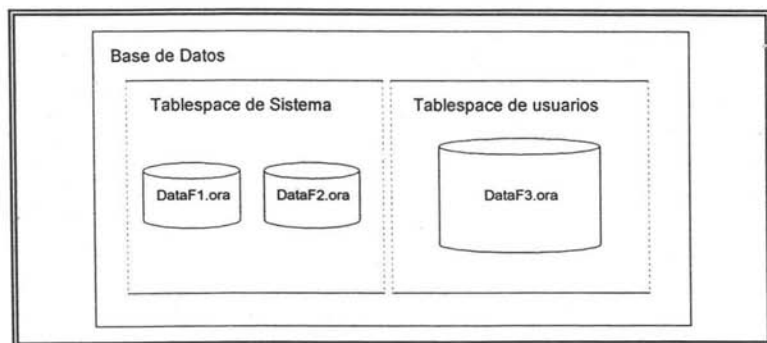 Base de Datos
Tablespace de Sistema
Tablespace de usuarios
DataF1.ora
DataF2.ora
DataF3.ora